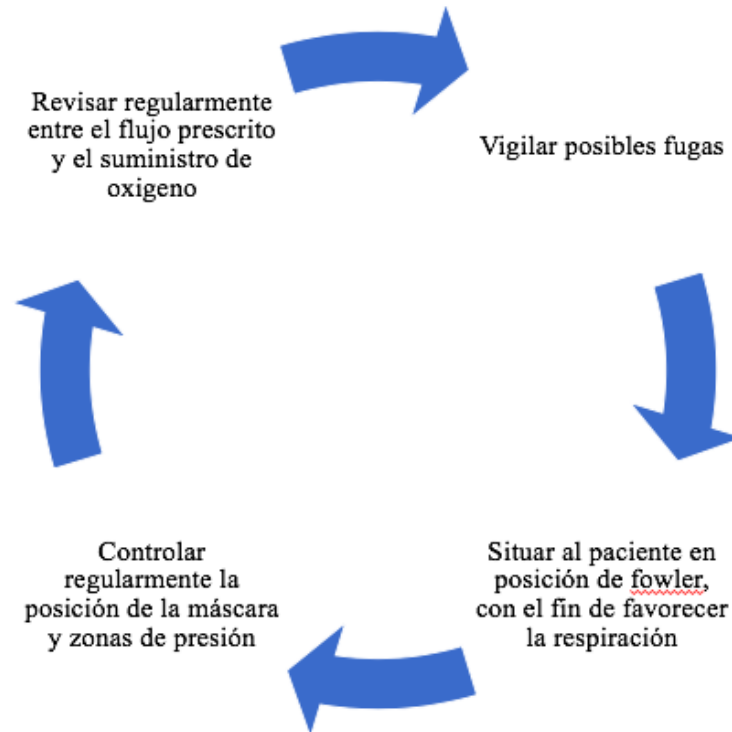 Revisar regularmente
entre el flujo prescrito
y el suministro de
oxigeno
Vigilar posibles fugas
Situar al paciente en
posición de fowler,
con el fin de favorecer
la respiración
Controlar
regularmente la
posición de la máscara
y zonas de presión